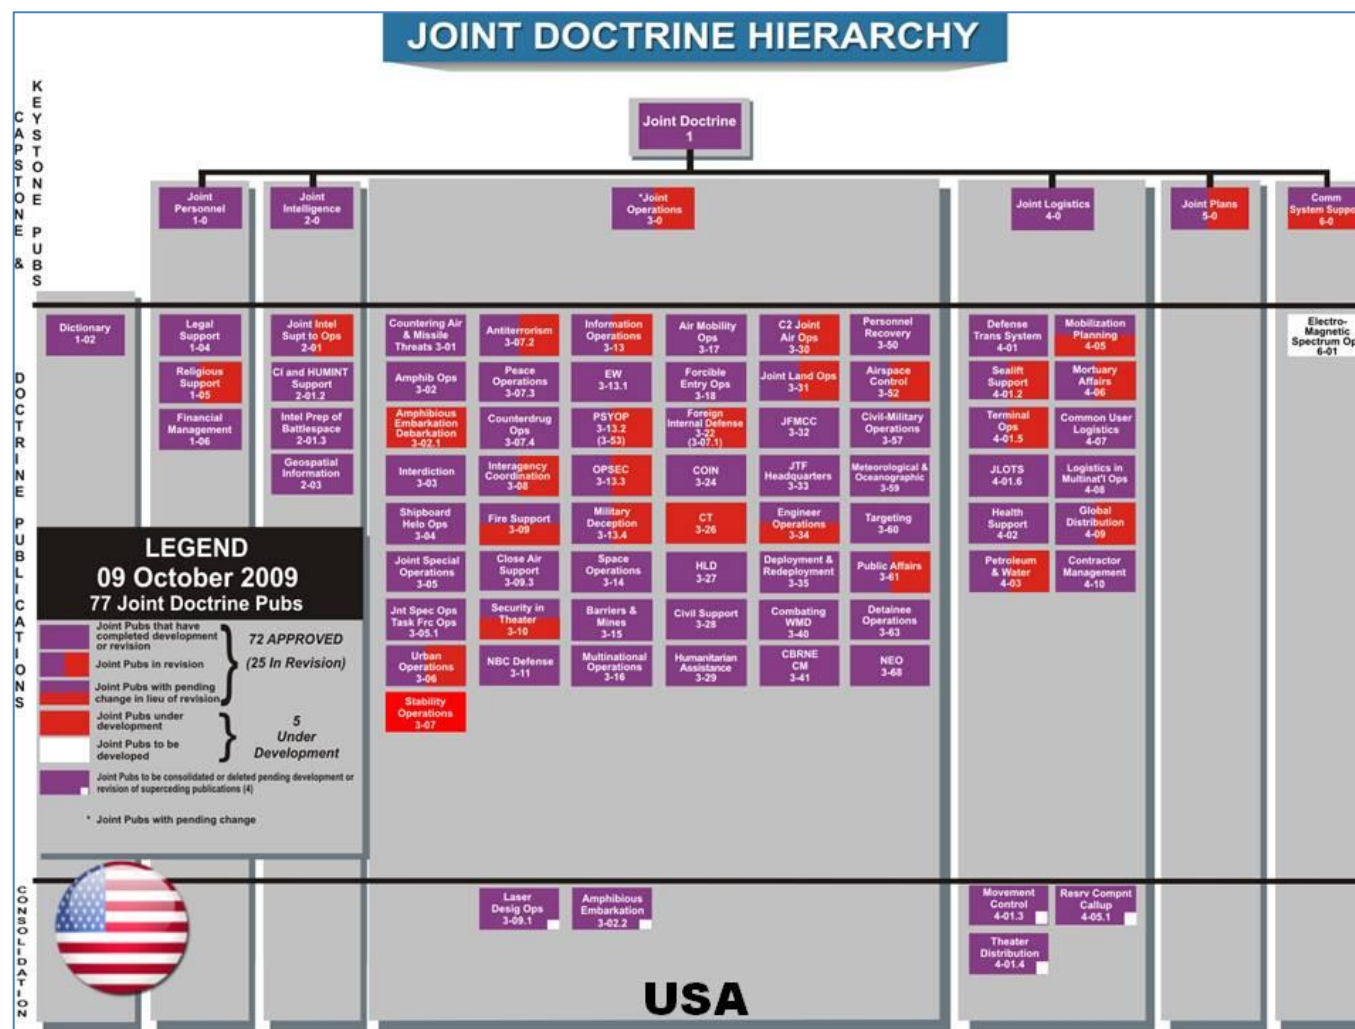 JOINT DOCTRINE HIERARCHY
CAPSTONE &
KEYSTONE PUBS
Joint Doctrine
1
Joint
Personnel
1-0
Joint
Intelligence
2-0
*Joint
Operations
3-0
Joint Logistics
4-0
Joint Plans
5-0
Comm
System Suppo
6-0
DOCTRINE PUBLICATIONS
Dictionary
1-02
Legal
Support
1-04
Religious
Support
1-05
Financial
Management
1-06
Joint Intel
Supt to Ops
2-01
CI and HUMINT
Support
2-01.2
Intel Prep of
Battlespace
2-01.3
Geospatial
Information
2-03
Countering Air
& Missile
Threats 3-01
Amphib Ops
3-02
Amphibious
Embarkation
Debarkation
3-02.1
Interdiction
3-03
Shipboard
Helo Ops
3-04
Joint Special
Operations
3-05
Jnt Spec Ops
Task Frc Ops
3-05.1
Urban
Operations
3-06
Stability
Operations
3-07
Antiterrorism
3-07.2
Peace
Operations
3-07.3
Counterdrug
Ops
3-07.4
Interagency
Coordination
3-08
Fire Support
3-09
Close Air
Support
3-09.3
Security in
Theater
3-10
NBC Defense
3-11
Information
Operations
3-13
EW
3-13.1
PSYOP
3-13.2
(3-53)
OPSEC
3-13.3
Military
Deception
3-13.4
Space
Operations
3-14
Barriers &
Mines
3-15
Multinational
Operations
3-16
Air Mobility
Ops
3-17
Forcible
Entry Ops
3-18
Foreign
Internal Defense
3-22
(3-07.1)
COIN
3-24
CT
3-26
HLD
3-27
Civil Support
3-28
Humanitarian
Assistance
3-29
C2 Joint
Air Ops
3-30
Joint Land Ops
3-31
JFMCC
3-32
JTF
Headquarters
3-33
Engineer
Operations
3-34
Deployment &
Redeployment
3-35
Combating
WMD
3-40
CBRNE
CM
3-41
Personnel
Recovery
3-50
Airspace
Control
3-52
Civil-Military
Operations
3-57
Meteorological &
Oceanographic
3-59
Targeting
3-60
Public Affairs
3-61
Detainee
Operations
3-63
NEO
3-68
Defense
Trans System
4-01
Sealift
Support
4-01.2
Terminal
Ops
4-01.5
JLOTS
4-01.6
Health
Support
4-02
Petroleum
& Water
4-03
Mobilization
Planning
4-05
Mortuary
Affairs
4-06
Common User
Logistics
4-07
Logistics in
Multinat'l Ops
4-08
Global
Distribution
4-09
Contractor
Management
4-10
Electro-
Magnetic
Spectrum Op
6-01
LEGEND
09 October 2009
77 Joint Doctrine Pubs
Joint Pubs that have
completed development
or revision
Joint Pubs in revision
Joint Pubs with pending
change in lieu of revision
72 APPROVED
(25 In Revision)
Joint Pubs under
development
Joint Pubs to be
developed
5
Under
Development
Joint Pubs to be consolidated or deleted pending development or
revision of superceding publications (4)
* Joint Pubs with pending change
CONSOLIDATION
Laser
Desig Ops
3-09.1
Amphibious
Embarkation
3-02.2
Movement
Control
4-01.3
Resrv Compnt
Callup
4-05.1
Theater
Distribution
4-01.4
USA